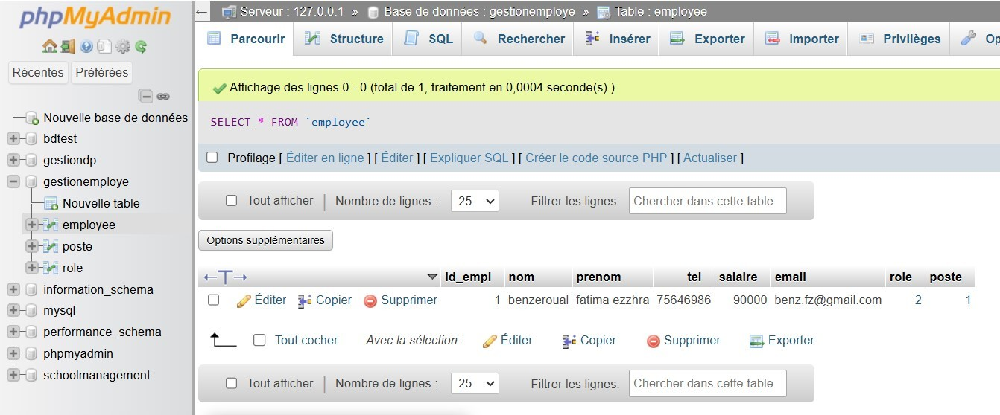 phpMyAdmin
Récentes Préférées
Nouvelle base de données
bdtest
gestiondp
gestionemploye
Nouvelle table
employee
poste
role
information_schema
mysql
performance_schema
phpmyadmin
schoolmanagement
Serveur : 127.0.0.1 » Base de données : gestionemploye » Table : employee
Parcourir Structure SQL Rechercher Insérer Exporter Importer Privilèges Op
Affichage des lignes 0 - 0 (total de 1, traitement en 0,0004 seconde(s).)
SELECT * FROM `employee`
Profilage [ Éditer en ligne ] [ Éditer ] [ Expliquer SQL ] [ Créer le code source PHP ] [ Actualiser ]
Tout afficher | Nombre de lignes : 25 Filtrer les lignes: Chercher dans cette table
Options supplémentaires
←T→ id_empl nom prenom tel salaire email role poste
Éditer Copier Supprimer 1 benzeroual fatima ezzhra 75646986 90000 benz.fz@gmail.com 2 1
Tout cocher Avec la sélection : Éditer Copier Supprimer Exporter
Tout afficher | Nombre de lignes : 25 Filtrer les lignes: Chercher dans cette table